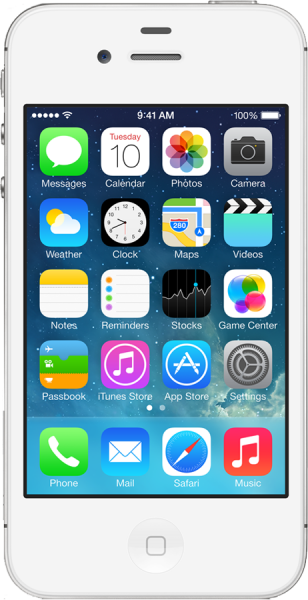 9:41 AM 100%
Tuesday
10
280
Messages Calendar Photos Camera
Weather Clock Maps Videos
Notes Reminders Stocks Game Center
Passbook iTunes Store App Store Settings
Phone Mail Safari Music